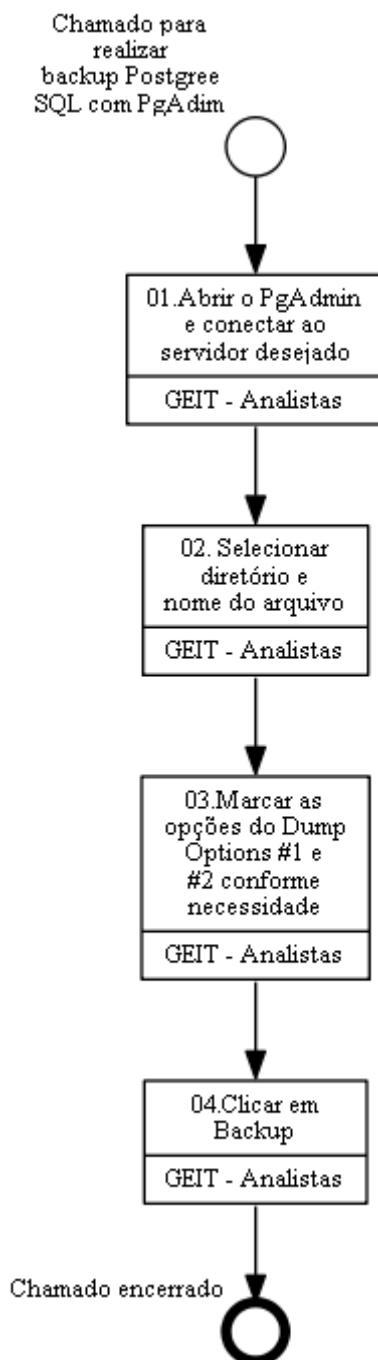 Chamado para
realizar
backup Postgree
SQL com PgAdim
01.Abrir o PgAdmin
e conectar ao
servidor desejado
GEIT - Analistas
02. Selecionar
diretório e
nome do arquivo
GEIT - Analistas
03.Marcar as
opções do Dump
Options #1 e
#2 conforme
necessidade
GEIT - Analistas
04.Clicar em
Backup
GEIT - Analistas
Chamado encerrado